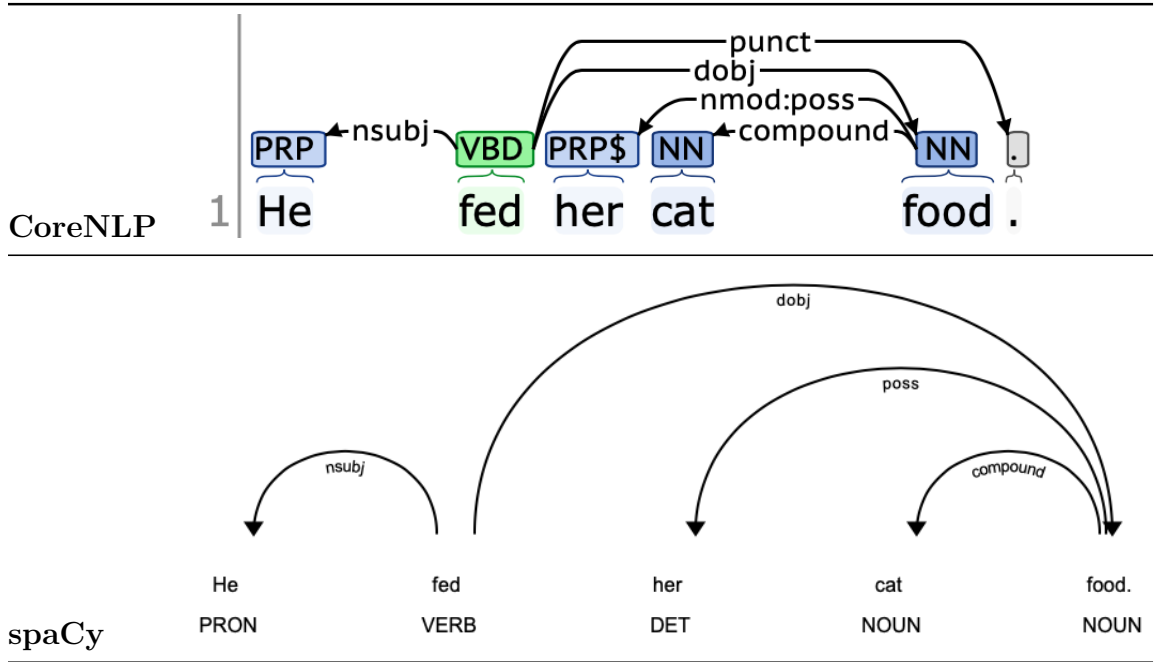 punct
dobj
nmod:poss
nsubj compound
PRP VBD PRP$ NN NN .
CoreNLP 1 He fed her cat food .
dobj
poss
nsubj compound
He fed her cat food.
spaCy PRON VERB DET NOUN NOUN